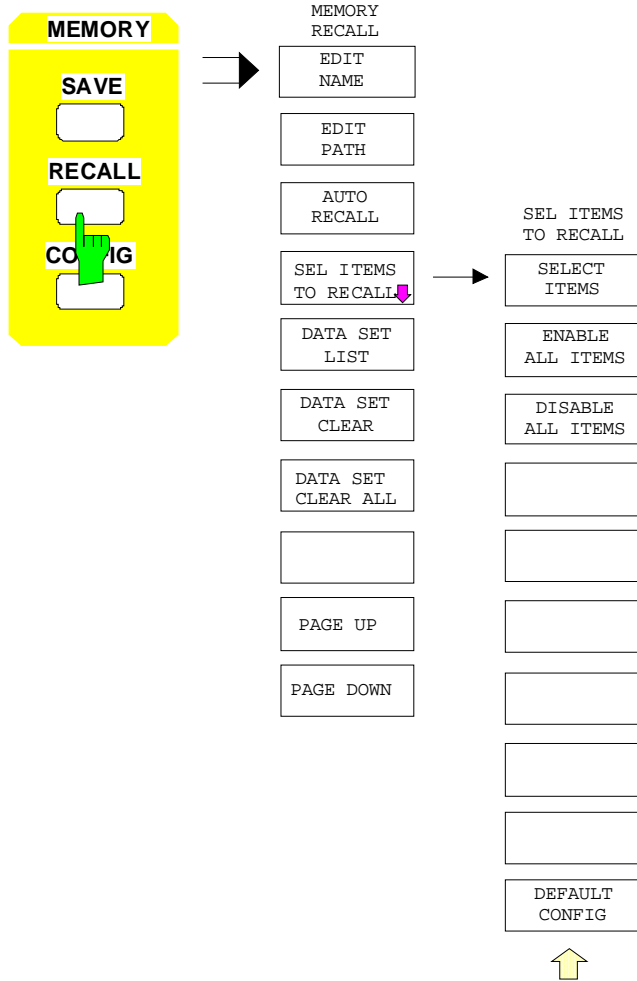 MEMORY
SAVE
RECALL
CO IG
MEMORY
RECALL
EDIT
NAME
EDIT
PATH
AUTO
RECALL
SEL ITEMS
TO RECALL
DATA SET
LIST
DATA SET
CLEAR
DATA SET
CLEAR ALL
PAGE UP
PAGE DOWN
SEL ITEMS
TO RECALL
SELECT
ITEMS
ENABLE
ALL ITEMS
DISABLE
ALL ITEMS
DEFAULT
CONFIG